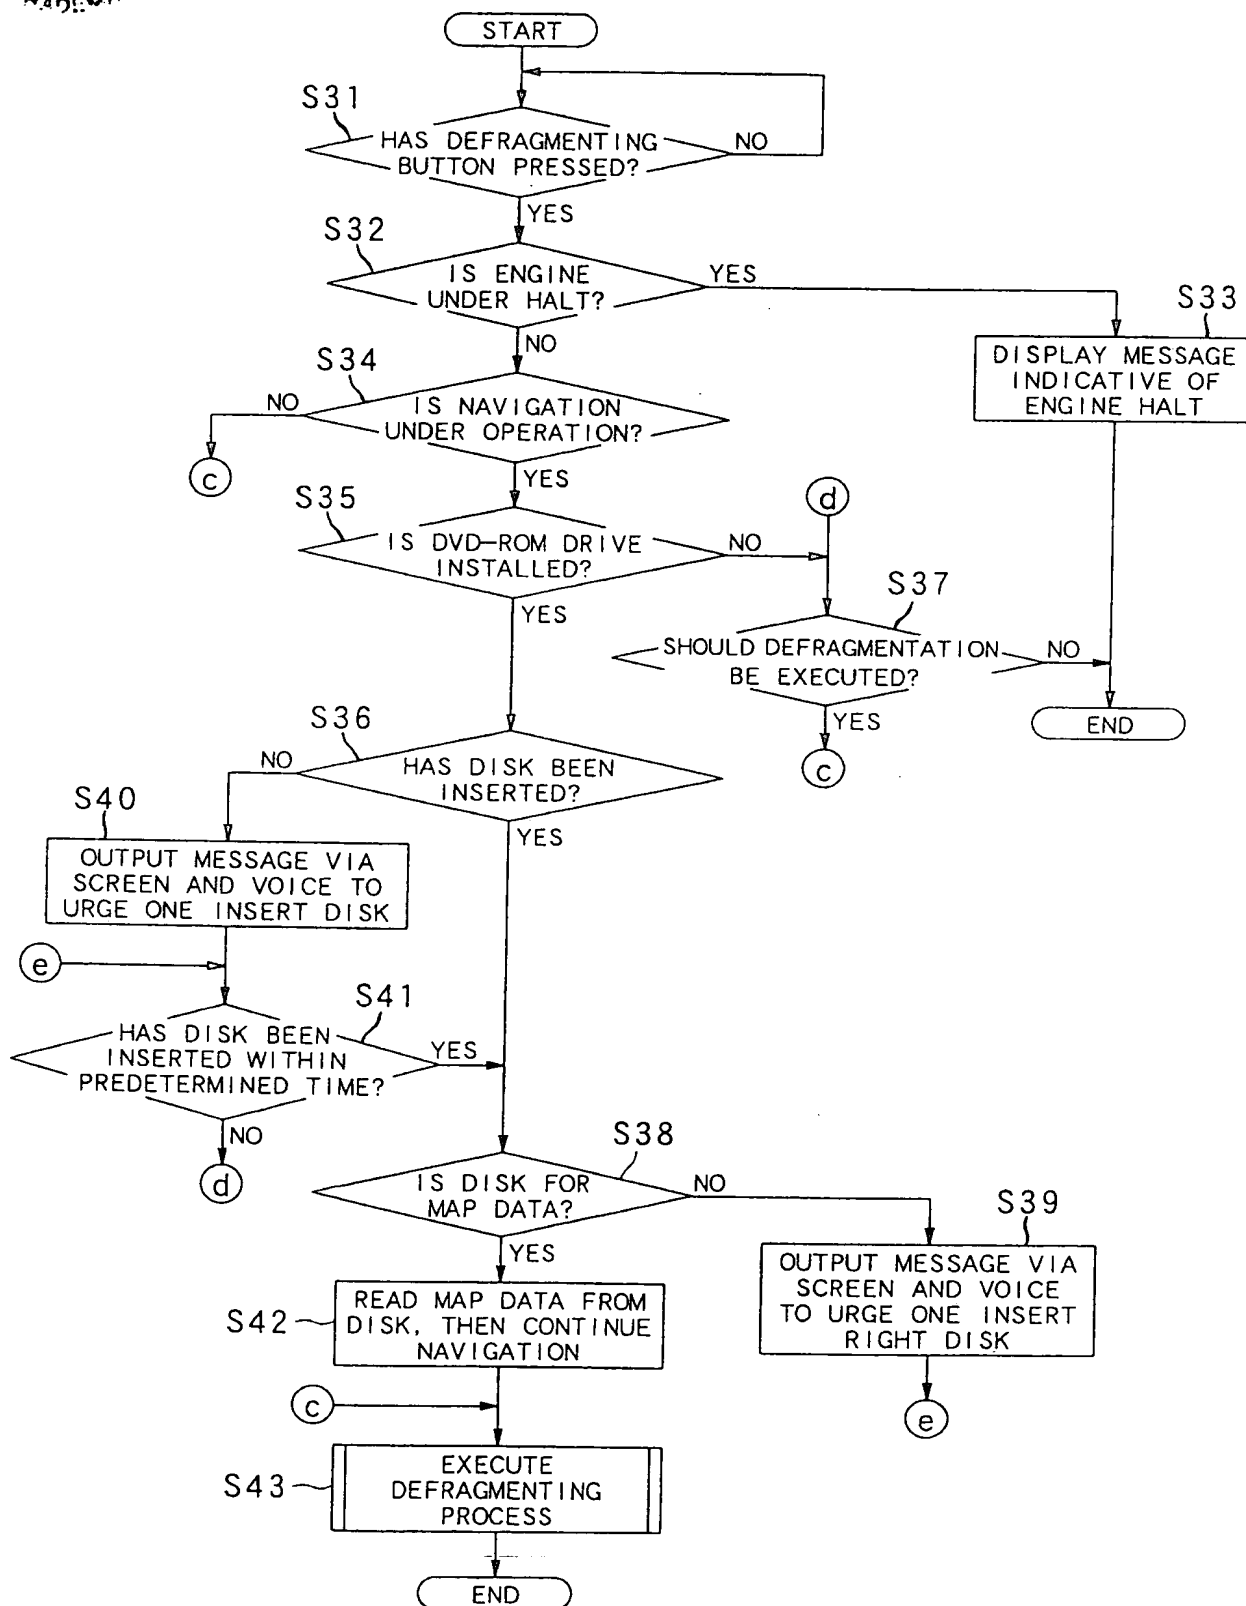 START
S31
HAS DEFRAGMENTING
BUTTON PRESSED?
NO
YES
S32
IS ENGINE
UNDER HALT?
YES
NO
S33
DISPLAY MESSAGE
INDICATIVE OF
ENGINE HALT
S34
IS NAVIGATION
UNDER OPERATION?
NO
c
YES
S35
IS DVD-ROM DRIVE
INSTALLED?
NO
YES
d
S37
SHOULD DEFRAGMENTATION
BE EXECUTED?
NO
YES
c
END
S36
HAS DISK BEEN
INSERTED?
NO
YES
S40
OUTPUT MESSAGE VIA
SCREEN AND VOICE TO
URGE ONE INSERT DISK
e
S41
HAS DISK BEEN
INSERTED WITHIN
PREDETERMINED TIME?
YES
NO
d
S38
IS DISK FOR
MAP DATA?
NO
YES
S39
OUTPUT MESSAGE VIA
SCREEN AND VOICE
TO URGE ONE INSERT
RIGHT DISK
e
S42
READ MAP DATA FROM
DISK, THEN CONTINUE
NAVIGATION
c
S43
EXECUTE
DEFRAGMENTING
PROCESS
END